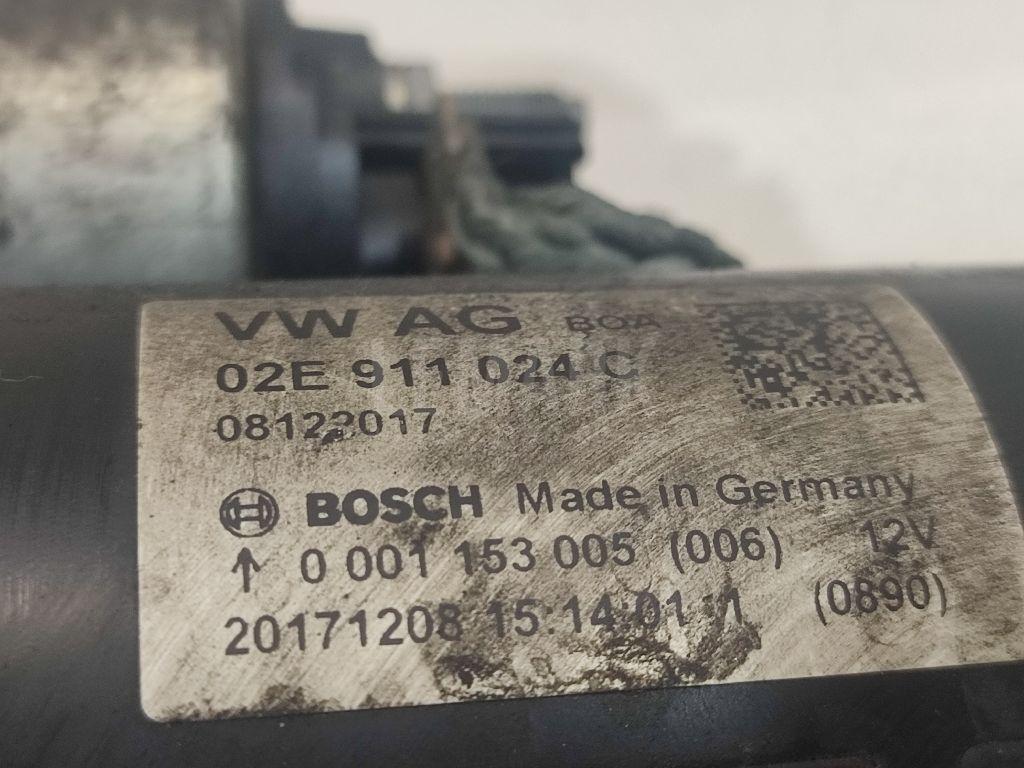 VW AG BOA
02E 911 024 C
08122017
BOSCH Made in Germany
↑ 0 001 153 005 (006) 12V
20171208 15:14:01 1 (0890)